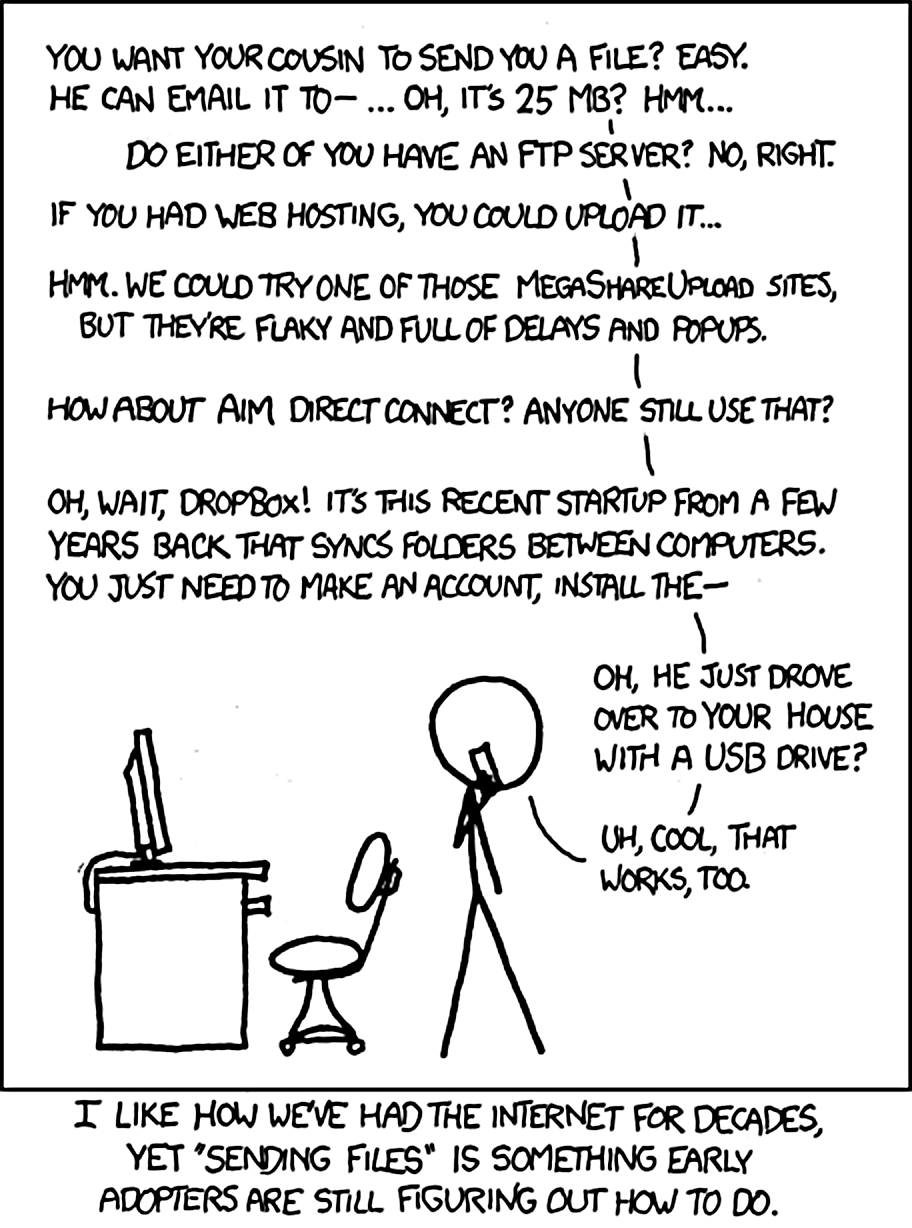 YOU WANT YOUR COUSIN TO SEND YOU A FILE? EASY.
HE CAN EMAIL IT TO— ... OH, IT'S 25 MB? HMM...
DO EITHER OF YOU HAVE AN FTP SERVER? NO, RIGHT.
IF YOU HAD WEB HOSTING, YOU COULD UPLOAD IT...
HMM. WE COULD TRY ONE OF THOSE MEGASHAREUPLOAD SITES,
BUT THEY'RE FLAKY AND FULL OF DELAYS AND POPUPS.
HOW ABOUT AIM DIRECT CONNECT? ANYONE STILL USE THAT?
OH, WAIT, DROPBOX! IT'S THIS RECENT STARTUP FROM A FEW
YEARS BACK THAT SYNCS FOLDERS BETWEEN COMPUTERS.
YOU JUST NEED TO MAKE AN ACCOUNT, INSTALL THE—
OH, HE JUST DROVE
OVER TO YOUR HOUSE
WITH A USB DRIVE?
UH, COOL, THAT
WORKS, TOO.
I LIKE HOW WE'VE HAD THE INTERNET FOR DECADES,
YET "SENDING FILES" IS SOMETHING EARLY
ADOPTERS ARE STILL FIGURING OUT HOW TO DO.